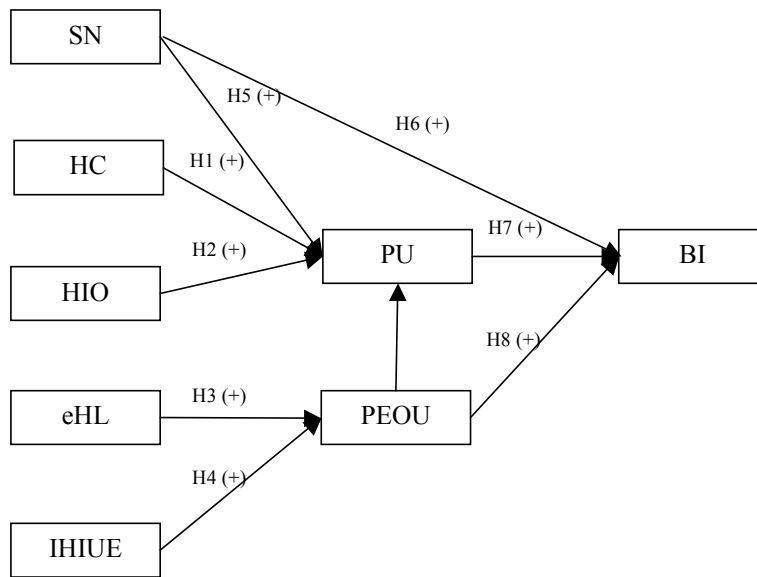 SN
H5 (+)
H6 (+)
HC
H1 (+)
H2 (+)
PU
H7 (+)
BI
HIO
H8 (+)
eHL
H3 (+)
PEOU
H4 (+)
IHIUE